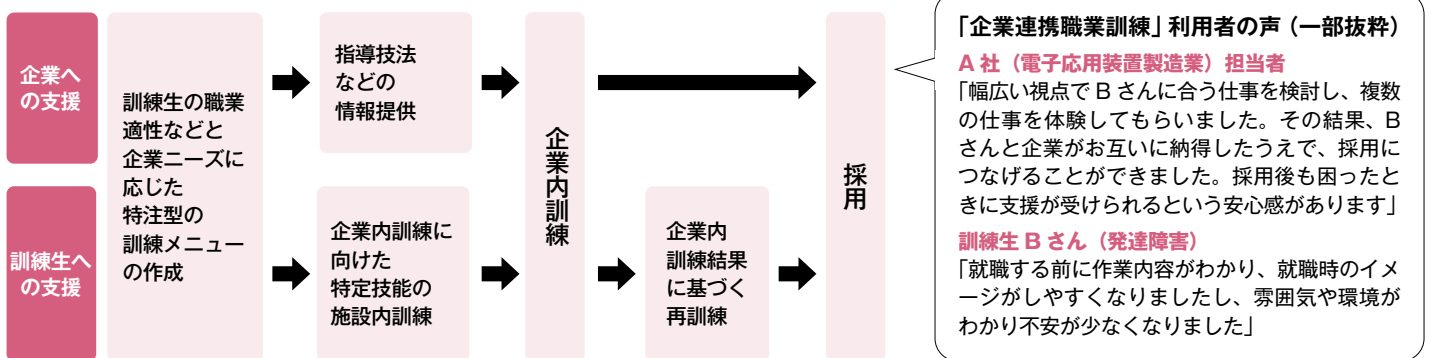 企業へ
の支援
訓練生へ
の支援
訓練生の職業
適性などと
企業ニーズに
応じた
特注型の
訓練メニュー
の作成
指導技法
などの
情報提供
企業内訓練に
向けた
特定技能の
施設内訓練
企業内訓練
企業内
訓練結果
に基づく
再訓練
採用
「企業連携職業訓練」利用者の声（一部抜粋）
A 社（電子応用装置製造業）担当者
「幅広い視点で B さんに合う仕事を検討し、複数
の仕事を体験してもらいました。その結果、B
さんと企業がお互いに納得したうえで、採用に
つなげることができました。採用後も困ったと
きに支援が受けられるという安心感があります」
訓練生 B さん（発達障害）
「就職する前に作業内容がわかり、就職時のイメ
ージがしやすくなりましたし、雰囲気や環境が
わかり不安が少なくなりました」